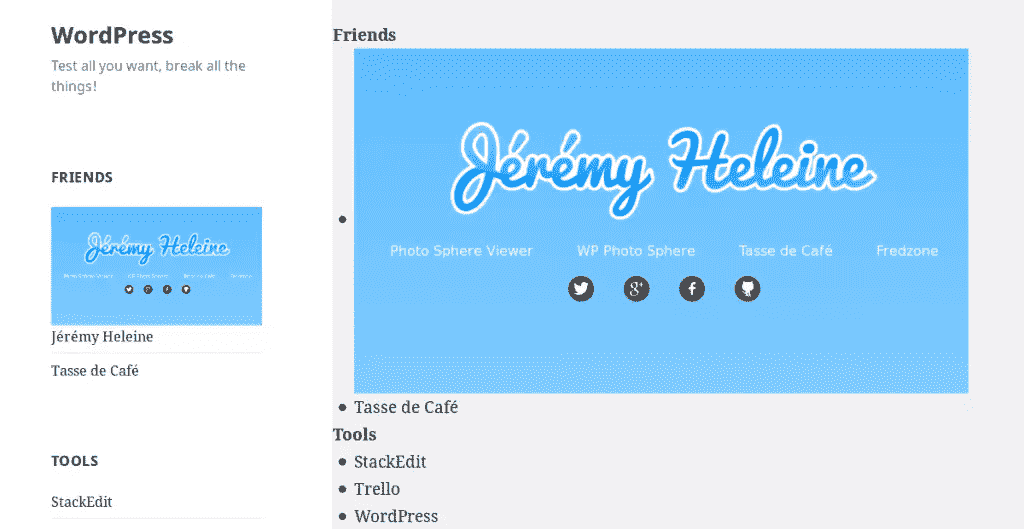 WordPress
Test all you want, break all the
things!
FRIENDS
Jérémy Heleine
Photo Sphere Viewer WP Photo Sphere Tasse de Café Fredzone
Jérémy Heleine
Tasse de Café
TOOLS
StackEdit
Friends
Jérémy Heleine
Photo Sphere Viewer WP Photo Sphere Tasse de Café Fredzone
Tasse de Café
Tools
StackEdit
Trello
WordPress